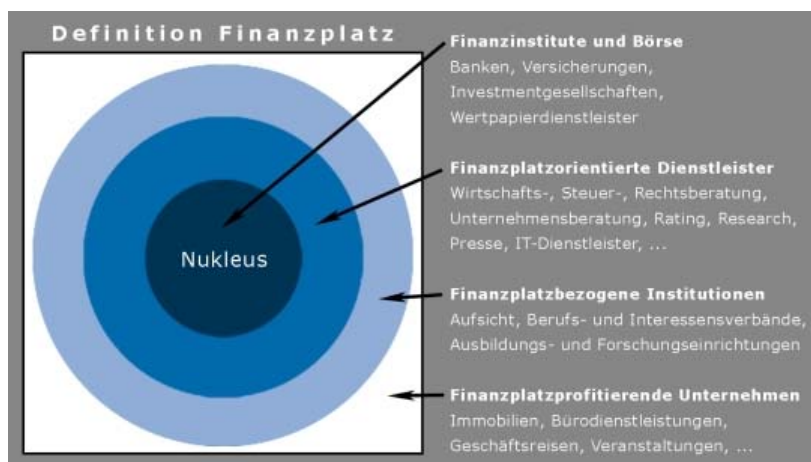 Definition Finanzplatz
Nukleus
Finanzinstitute und Börse
Banken, Versicherungen,
Investmentgesellschaften,
Wertpapierdienstleister
Finanzplatzorientierte Dienstleister
Wirtschafts-, Steuer-, Rechtsberatung,
Unternehmensberatung, Rating, Research,
Presse, IT-Dienstleister, ...
Finanzplatzbezogene Institutionen
Aufsicht, Berufs- und Interessensverbände,
Ausbildungs- und Forschungseinrichtungen
Finanzplatzprofitierende Unternehmen
Immobilien, Bürodienstleistungen,
Geschäftsreisen, Veranstaltungen, ...